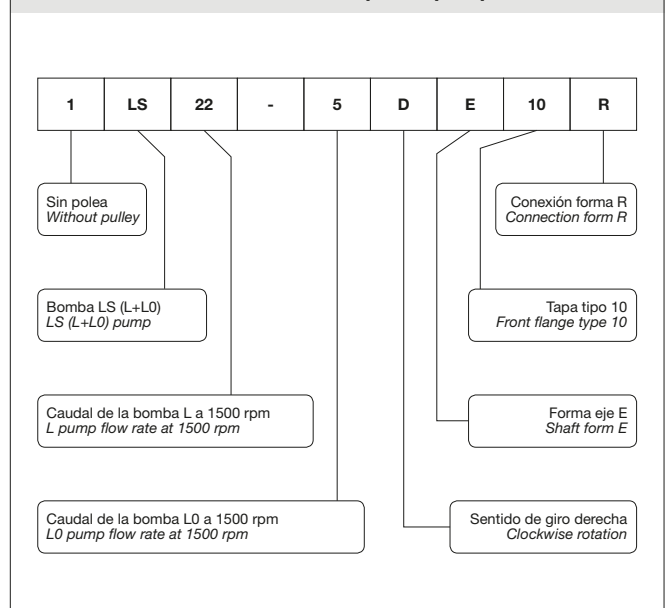 1 LS 22 - 5 D E 10 R
Sin polea
Without pulley
Conexión forma R
Connection form R
Bomba LS (L+L0)
LS (L+L0) pump
Tapa tipo 10
Front flange type 10
Caudal de la bomba L a 1500 rpm
L pump flow rate at 1500 rpm
Forma eje E
Shaft form E
Caudal de la bomba L0 a 1500 rpm
L0 pump flow rate at 1500 rpm
Sentido de giro derecha
Clockwise rotation